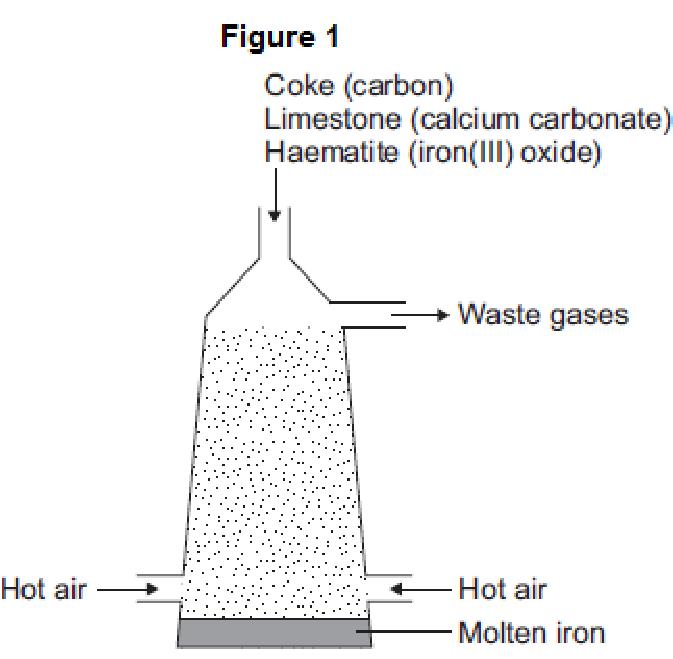 Figure 1
Coke (carbon)
Limestone (calcium carbonate)
Haematite (iron(III) oxide)
Waste gases
Hot air
Hot air
Molten iron